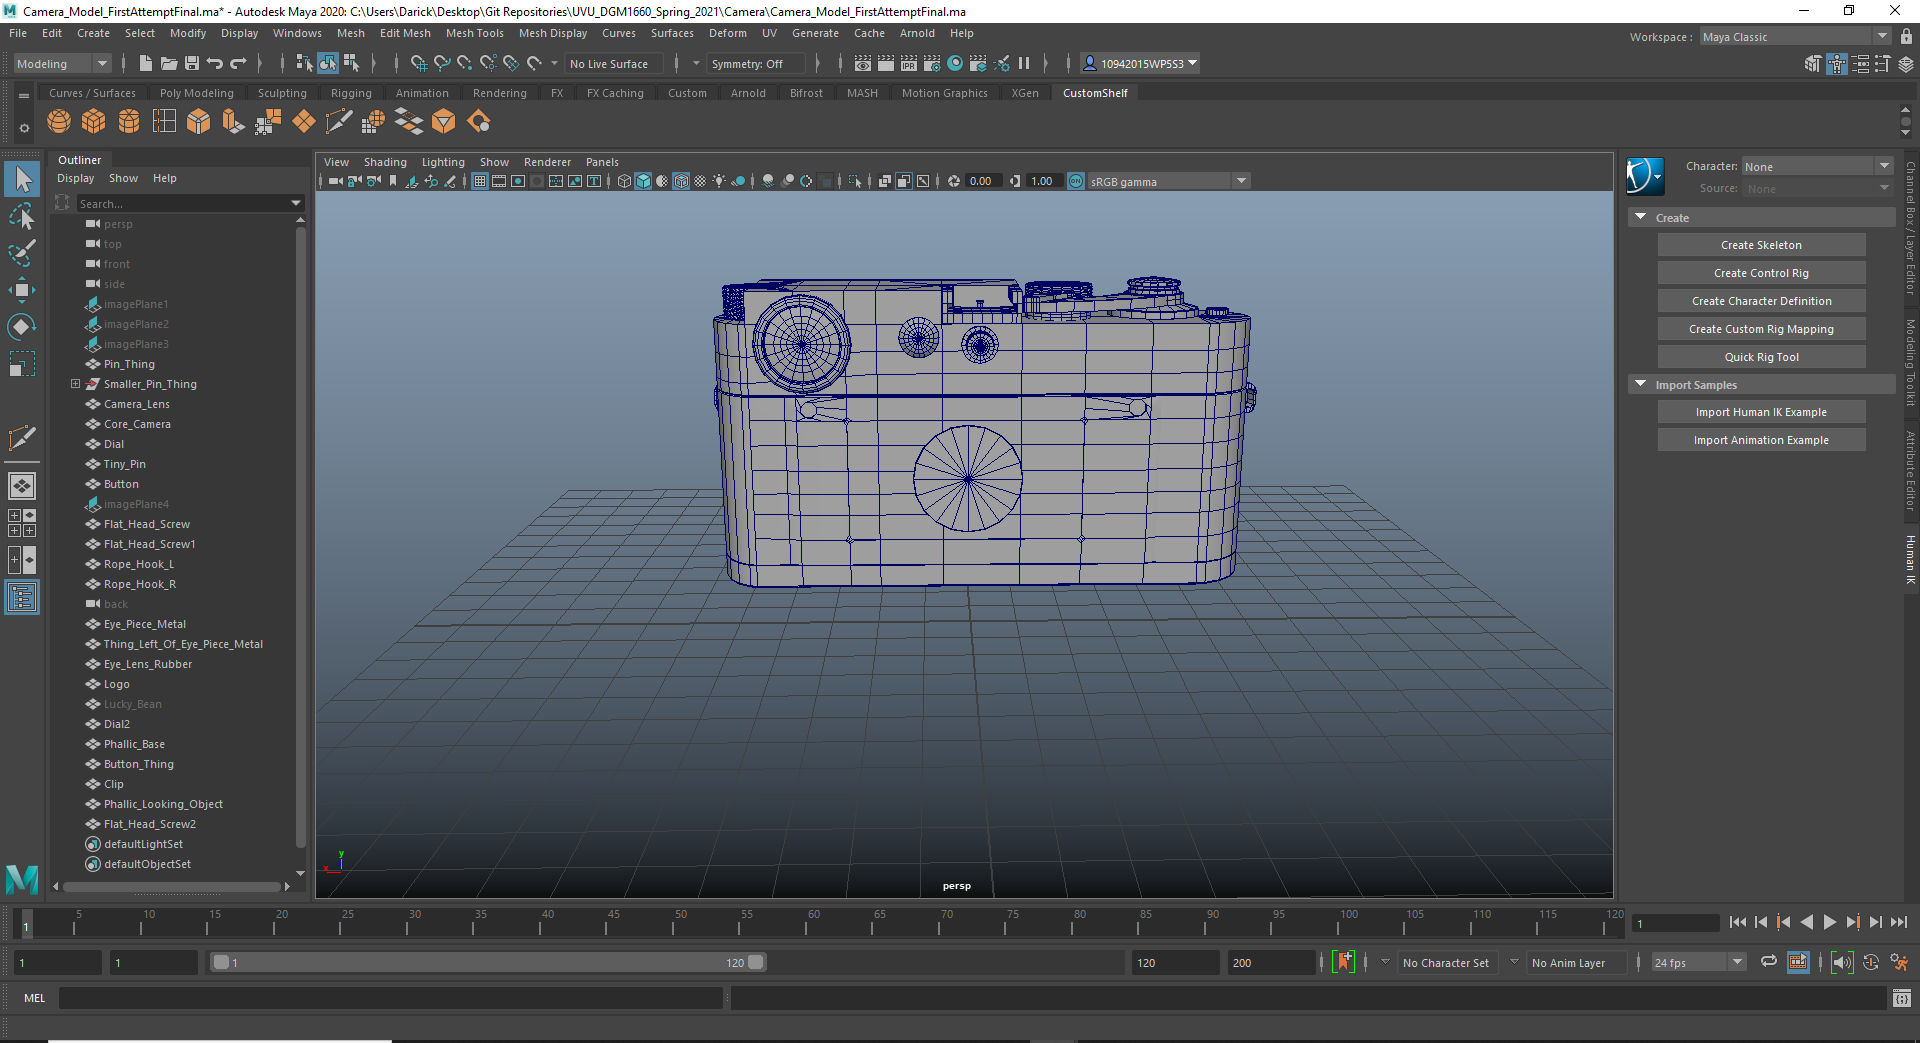 Camera_Model_FirstAttemptFinal.ma* - Autodesk Maya 2020: C:\Users\Darick\Desktop\Git Repositories\UVU_DGM1660_Spring_2021\Camera\Camera_Model_FirstAttemptFinal.ma
File Edit Create Select Modify Display Windows Mesh Edit Mesh Mesh Tools Mesh Display Curves Surfaces Deform UV Generate Cache Arnold Help
Workspace : Maya Classic
Modeling No Live Surface Symmetry: Off IPR 10942015WP5S3
Curves / Surfaces Poly Modeling Sculpting Rigging Animation Rendering FX FX Caching Custom Arnold Bifrost MASH Motion Graphics XGen CustomShelf
Outliner
Display Show Help
Search...
persp
top
front
side
imagePlane1
imagePlane2
imagePlane3
Pin_Thing
Smaller_Pin_Thing
Camera_Lens
Core_Camera
Dial
Tiny_Pin
Button
imagePlane4
Flat_Head_Screw
Flat_Head_Screw1
Rope_Hook_L
Rope_Hook_R
back
Eye_Piece_Metal
Thing_Left_Of_Eye_Piece_Metal
Eye_Lens_Rubber
Logo
Lucky_Bean
Dial2
Phallic_Base
Button_Thing
Clip
Phallic_Looking_Object
Flat_Head_Screw2
defaultLightSet
defaultObjectSet
View Shading Lighting Show Renderer Panels
0.00 1.00 sRGB gamma
y
x
persp
Character: None
Source: None
Create
Create Skeleton
Create Control Rig
Create Character Definition
Create Custom Rig Mapping
Quick Rig Tool
Import Samples
Import Human IK Example
Import Animation Example
Channel Box / Layer Editor
Modeling Toolkit
Attribute Editor
Human IK
1 5 10 15 20 25 30 35 40 45 50 55 60 65 70 75 80 85 90 95 100 105 110 115 120 1
1 1 1 120 120 200 No Character Set No Anim Layer 24 fps
MEL